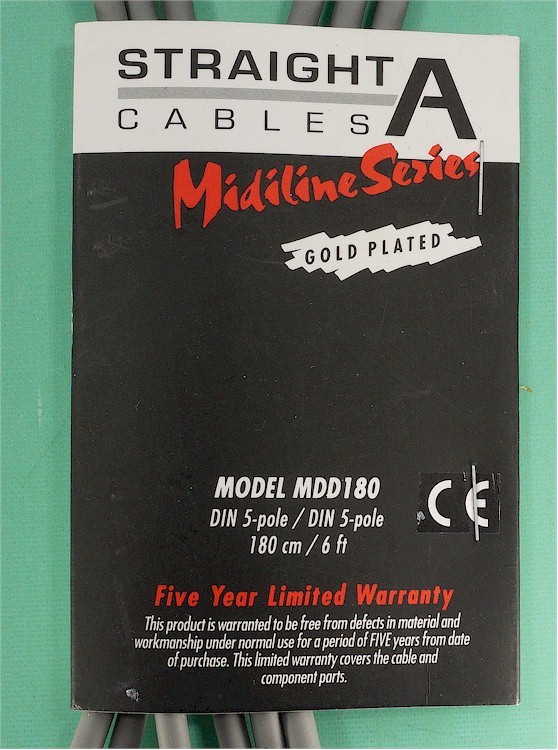 STRAIGHT A
CABLES
Midiline Series
GOLD PLATED
MODEL MDD180
DIN 5-pole / DIN 5-pole
180 cm / 6 ft
CE
Five Year Limited Warranty
This product is warranted to be free from defects in material and
workmanship under normal use for a period of FIVE years from date
of purchase. This limited warranty covers the cable and
component parts.